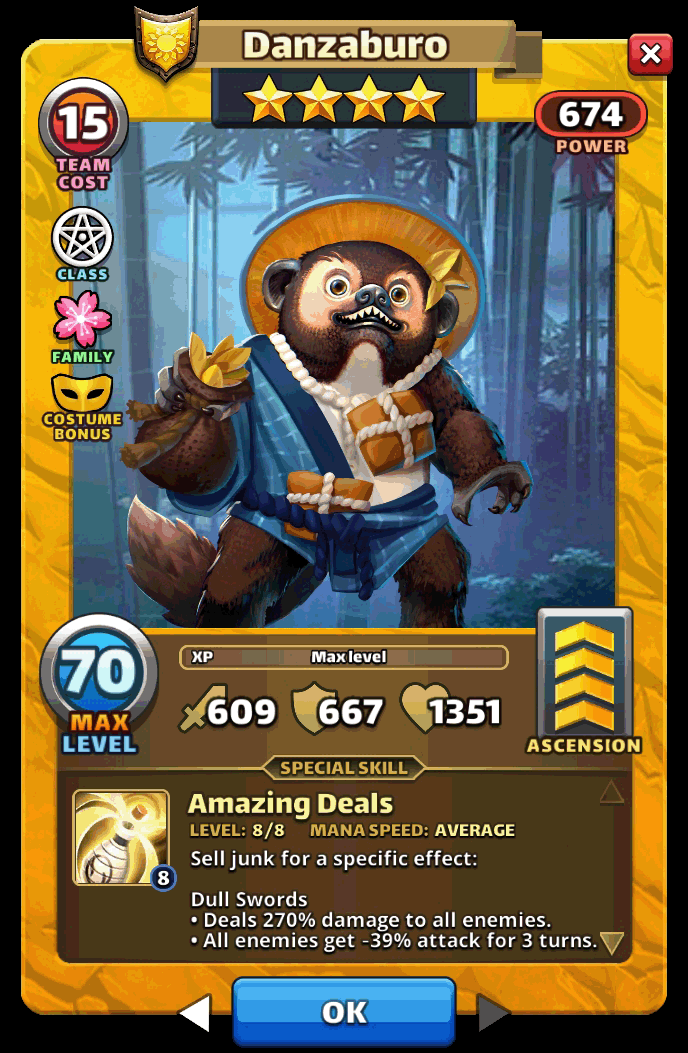 Danzaburo
15
TEAM
COST
674
POWER
CLASS
FAMILY
COSTUME
BONUS
70
MAX
LEVEL
XP Max level
609 667 1351
ASCENSION
SPECIAL SKILL
Amazing Deals
LEVEL: 8/8 MANA SPEED: AVERAGE
8
Sell junk for a specific effect:
Dull Swords
• Deals 270% damage to all enemies.
• All enemies get -39% attack for 3 turns.
OK